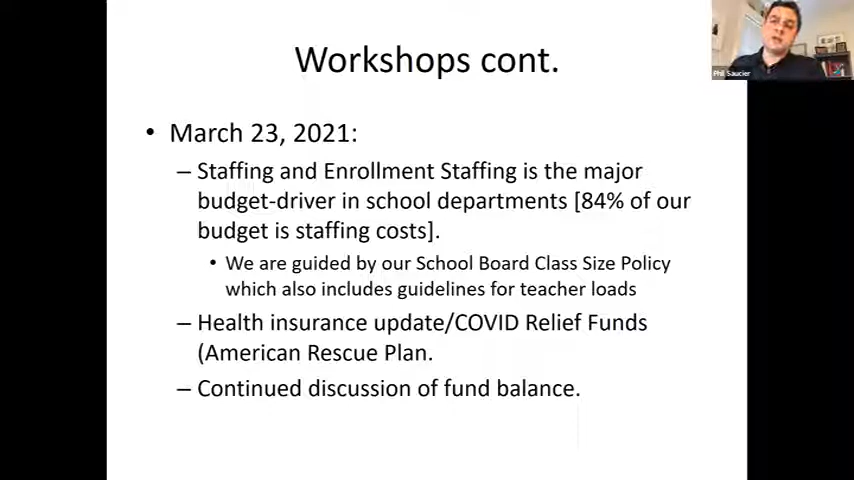 Workshops cont.
Phil Saucier
• March 23, 2021:
– Staffing and Enrollment Staffing is the major
budget-driver in school departments [84% of our
budget is staffing costs].
• We are guided by our School Board Class Size Policy
which also includes guidelines for teacher loads
– Health insurance update/COVID Relief Funds
(American Rescue Plan.
– Continued discussion of fund balance.